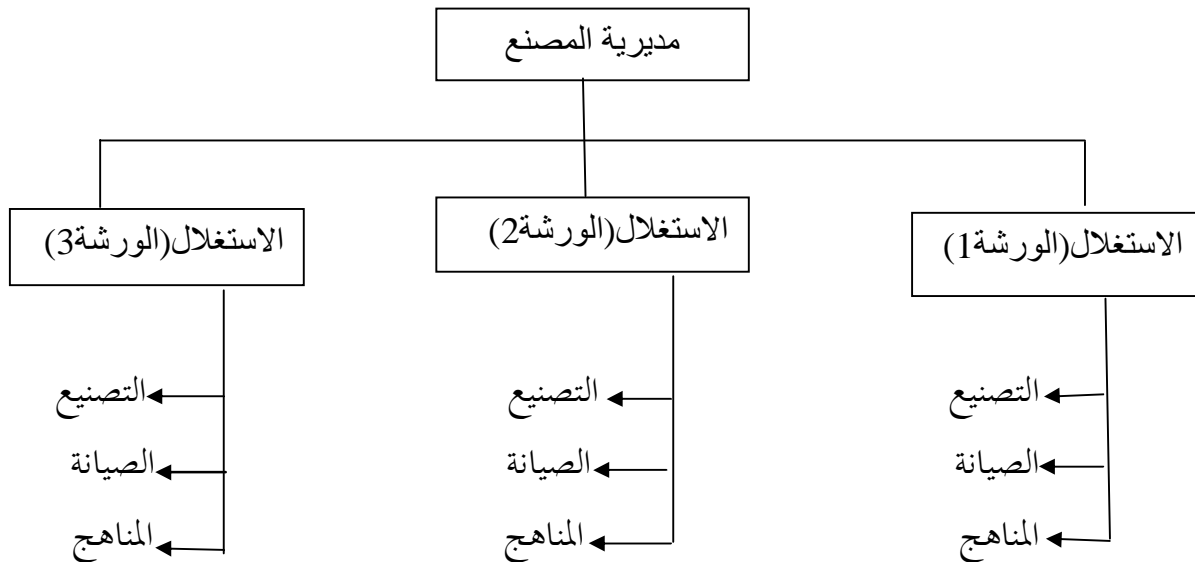 مديرية المصنع
الاستغلال(الورشة1)
الاستغلال(الورشة2)
الاستغلال(الورشة3)
التصنيع
الصيانة
المناهج
التصنيع
الصيانة
المناهج
التصنيع
الصيانة
المناهج